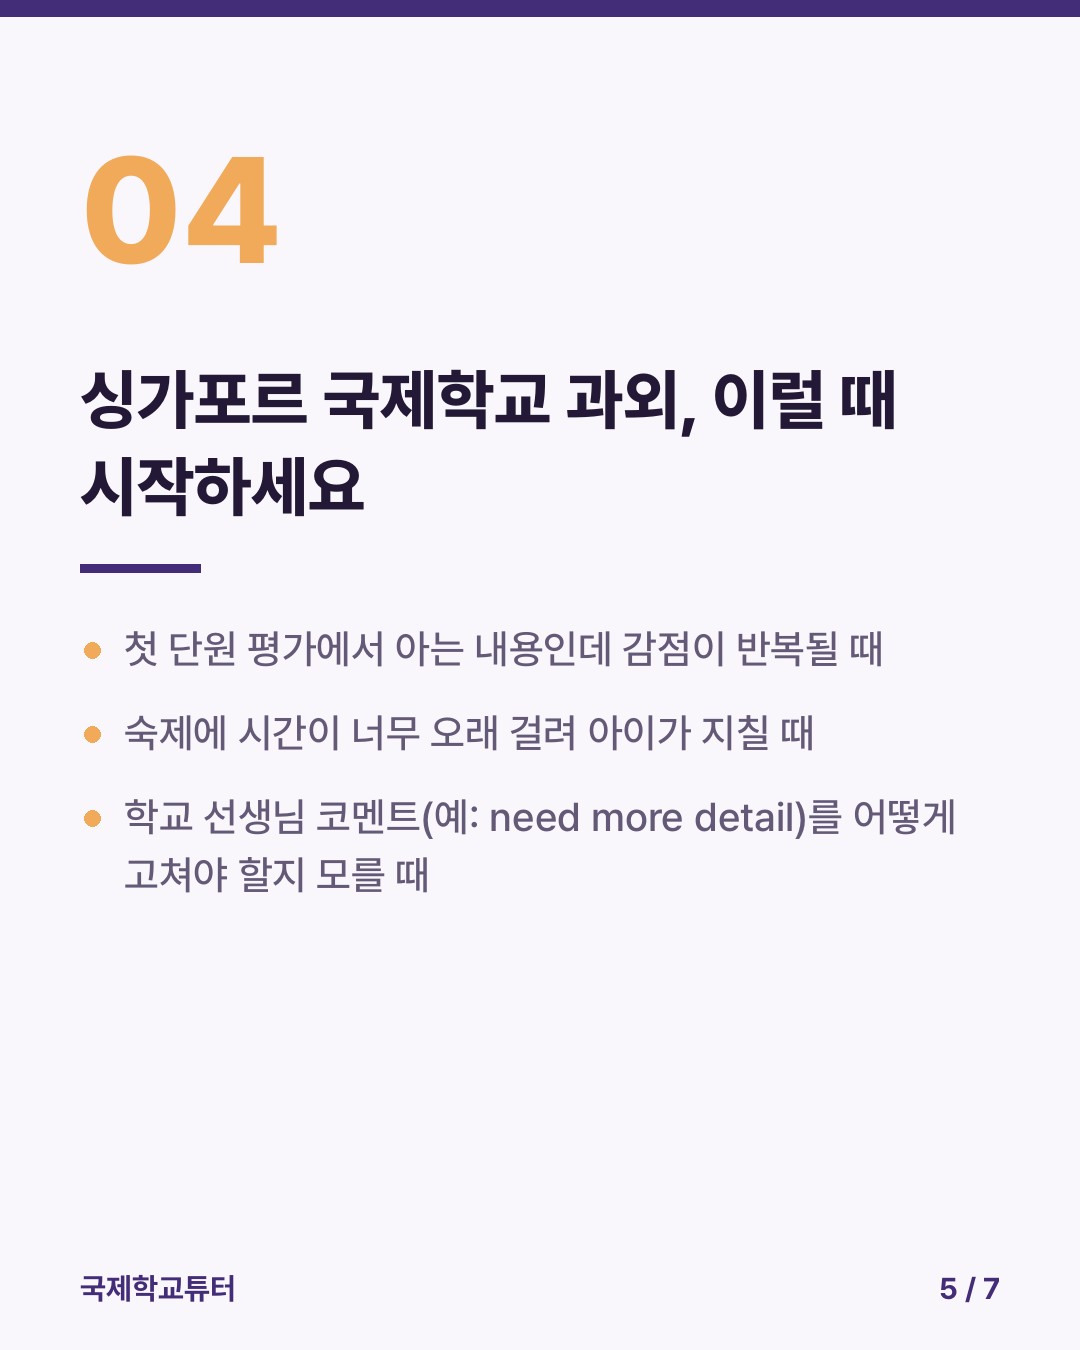 04
싱가포르 국제학교 과외, 이럴 때
시작하세요
첫 단원 평가에서 아는 내용인데 감점이 반복될 때
숙제에 시간이 너무 오래 걸려 아이가 지칠 때
학교 선생님 코멘트(예: need more detail)를 어떻게
고쳐야 할지 모를 때
국제학교튜터
5 / 7